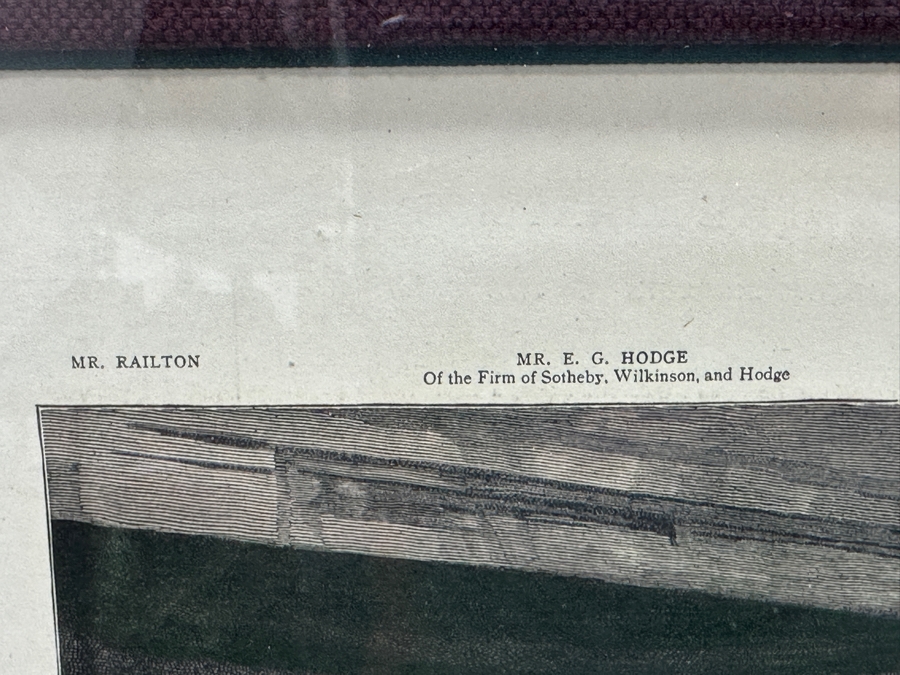 MR. RAILTON
MR. E. G. HODGE
Of the Firm of Sotheby, Wilkinson, and Hodge